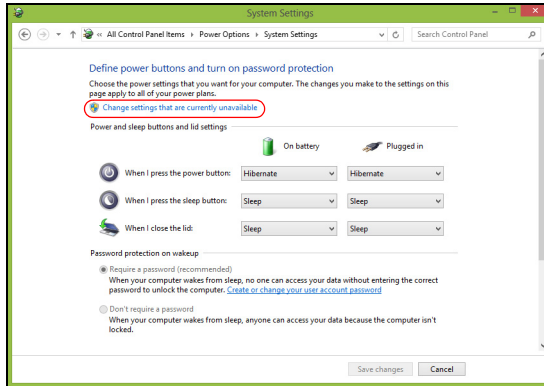 System Settings
« All Control Panel Items › Power Options › System Settings
Search Control Panel
Define power buttons and turn on password protection
Choose the power settings that you want for your computer. The changes you make to the settings on this
page apply to all of your power plans.
Change settings that are currently unavailable
Power and sleep buttons and lid settings
On battery Plugged in
When I press the power button: Hibernate Hibernate
When I press the sleep button: Sleep Sleep
When I close the lid: Sleep Sleep
Password protection on wakeup
Require a password (recommended)
When your computer wakes from sleep, no one can access your data without entering the correct
password to unlock the computer. Create or change your user account password
Don't require a password
When your computer wakes from sleep, anyone can access your data because the computer isn't
locked.
Save changes Cancel